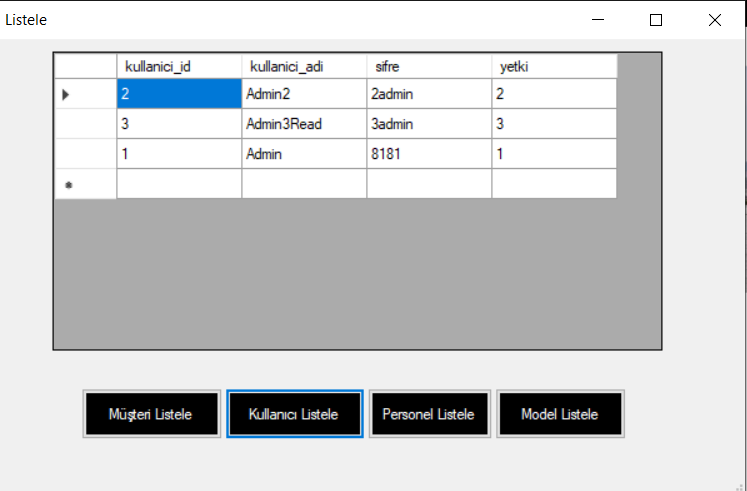 Listele
kullanici_id kullanici_adi sifre yetki
2 Admin2 2admin 2
3 Admin3Read 3admin 3
1 Admin 8181 1
Müşteri Listele Kullanıcı Listele Personel Listele Model Listele